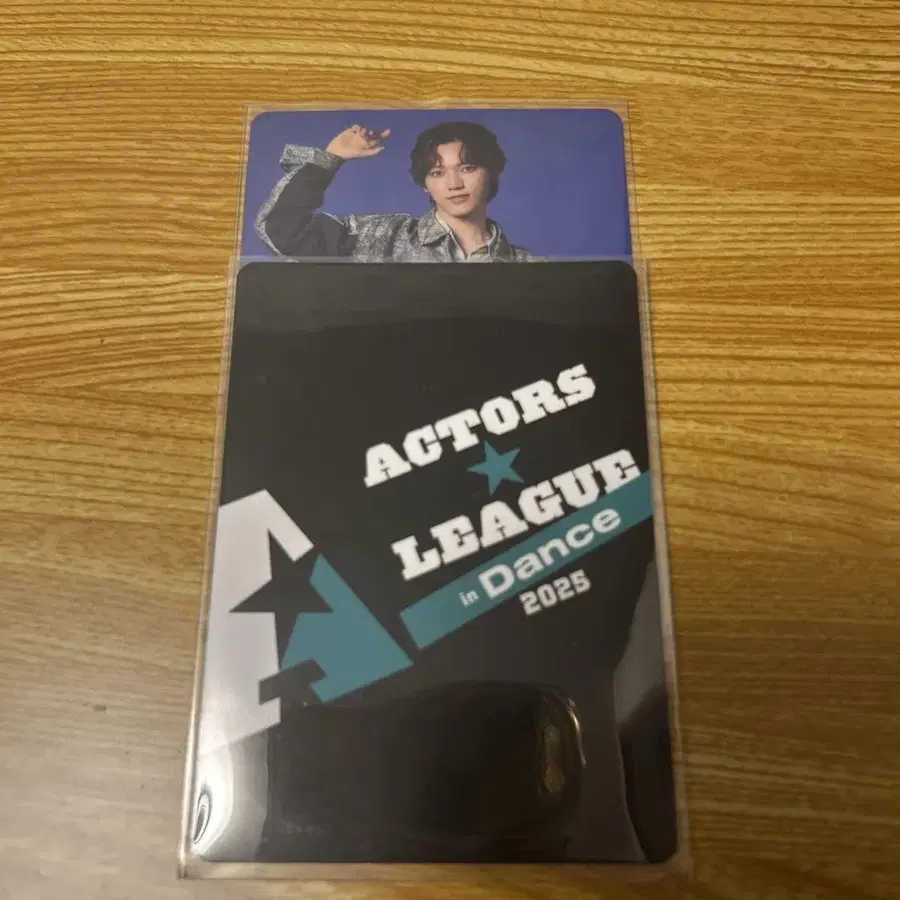 ACTORS
LEAGUE
in Dance
2025